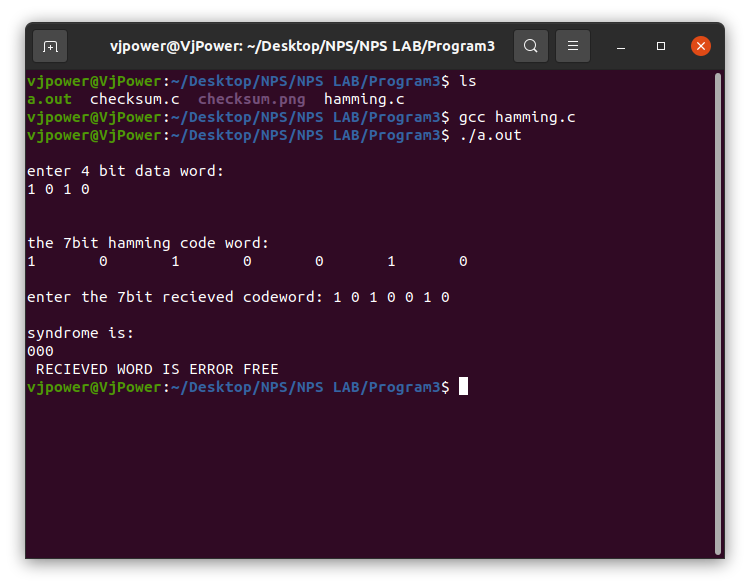 vjpower@VjPower: ~/Desktop/NPS/NPS LAB/Program3
vjpower@VjPower:~/Desktop/NPS/NPS LAB/Program3$ ls
a.out  checksum.c  checksum.png  hamming.c
vjpower@VjPower:~/Desktop/NPS/NPS LAB/Program3$ gcc hamming.c
vjpower@VjPower:~/Desktop/NPS/NPS LAB/Program3$ ./a.out
enter 4 bit data word:
1 0 1 0
the 7bit hamming code word:
1       0       1       0       0       1       0
enter the 7bit recieved codeword: 1 0 1 0 0 1 0
syndrome is:
000
 RECIEVED WORD IS ERROR FREE
vjpower@VjPower:~/Desktop/NPS/NPS LAB/Program3$